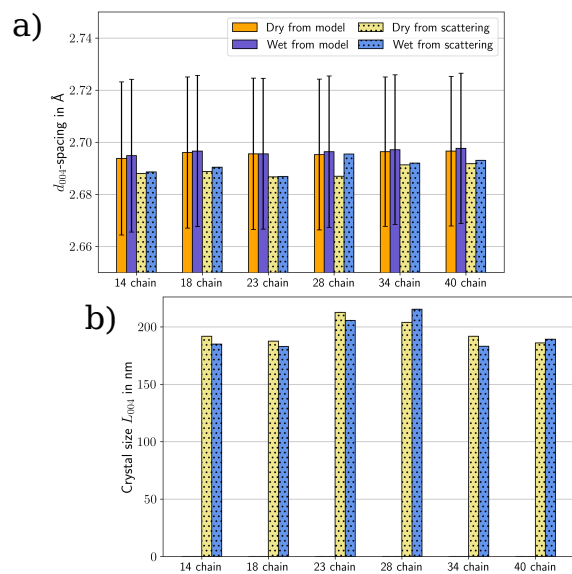 a)
Dry from model
Wet from model
Dry from scattering
Wet from scattering
d₀₀₄-spacing in Å
2.74
2.72
2.70
2.68
2.66
14 chain 18 chain 23 chain 28 chain 34 chain 40 chain
b)
Crystal size L₀₀₄ in nm
200
150
100
50
0
14 chain 18 chain 23 chain 28 chain 34 chain 40 chain